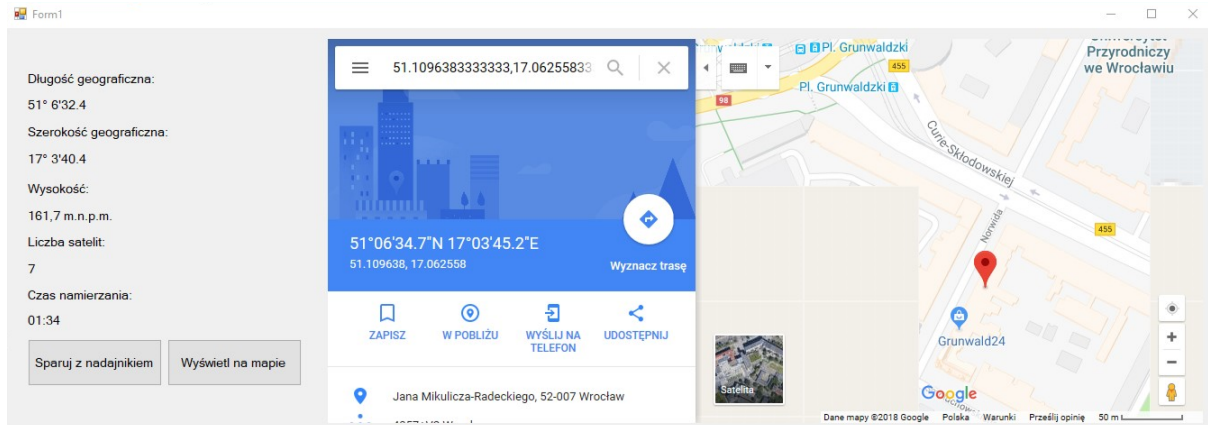 Form1
Długość geograficzna:
51° 6'32.4
Szerokość geograficzna:
17° 3'40.4
Wysokość:
161,7 m.n.p.m.
Liczba satelit:
7
Czas namierzania:
01:34
Sparuj z nadajnikiem
Wyświetl na mapie
51.1096383333333,17.06255833
51°06'34.7"N 17°03'45.2"E
51.109638, 17.062558
Wyznacz trasę
ZAPISZ
W POBLIŻU
WYŚLIJ NA
TELEFON
UDOSTĘPNIJ
Jana Mikulicza-Radeckiego, 52-007 Wrocław
Pl. Grunwaldzki
455
Pl. Grunwaldzki
98
Przyrodniczy
we Wrocławiu
Curie-Skłodowskiej
Norwida
455
Grunwald24
Satelita
Google
Dane mapy ©2018 Google Polska Warunki Prześlij opinię 50 m